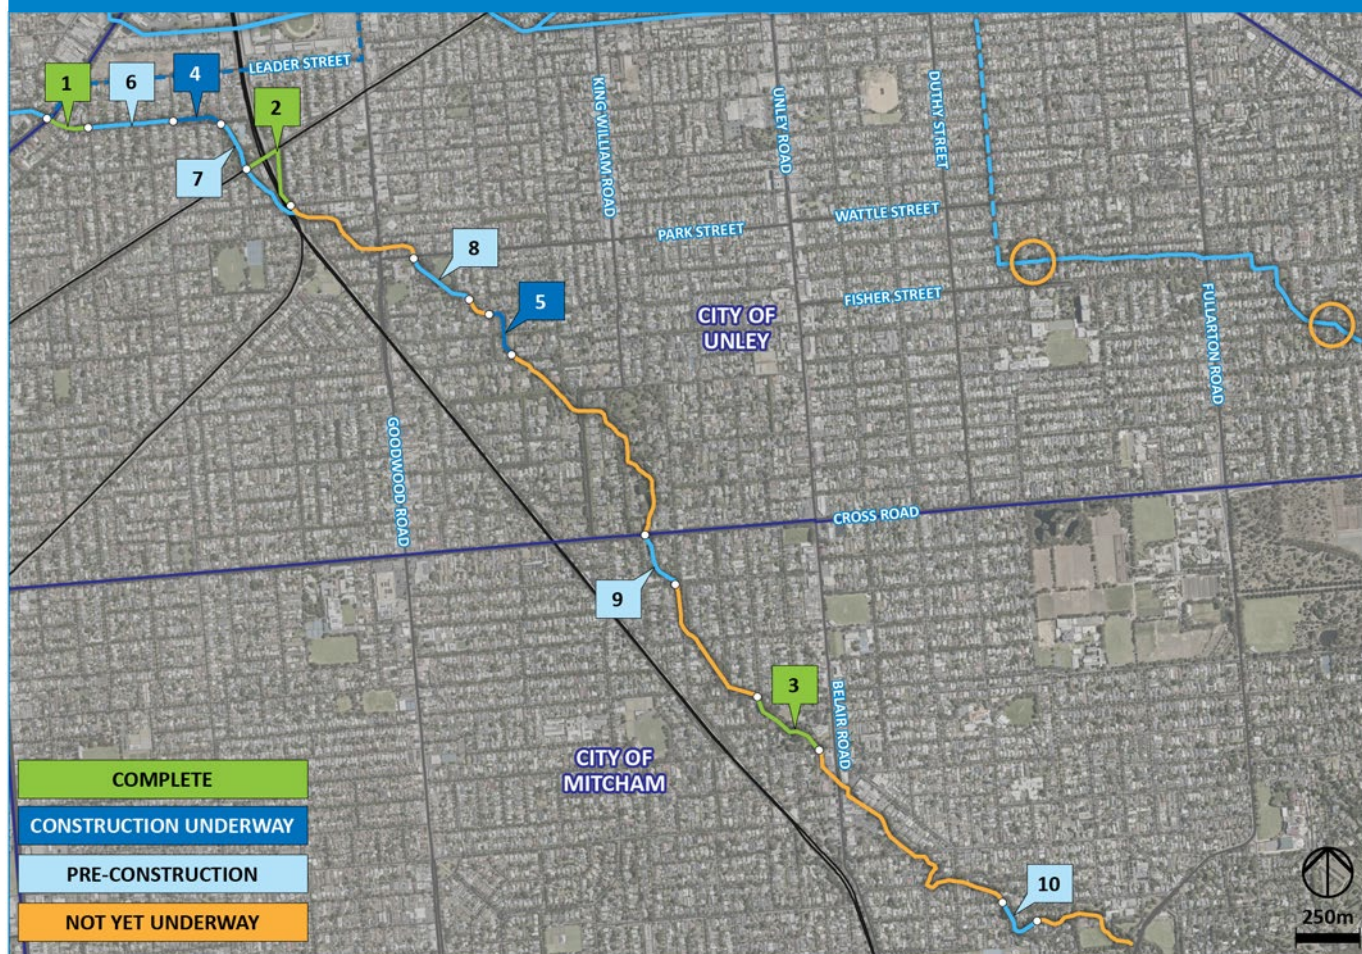 1
6
4
2
7
LEADER STREET
KING WILLIAM ROAD
UNLEY ROAD
DUTHY STREET
WATTLE STREET
PARK STREET
8
5
FISHER STREET
CITY OF
UNLEY
FULLARTON ROAD
GOODWOOD ROAD
CROSS ROAD
9
3
BELAIR ROAD
CITY OF
MITCHAM
10
COMPLETE
CONSTRUCTION UNDERWAY
PRE-CONSTRUCTION
NOT YET UNDERWAY
250m